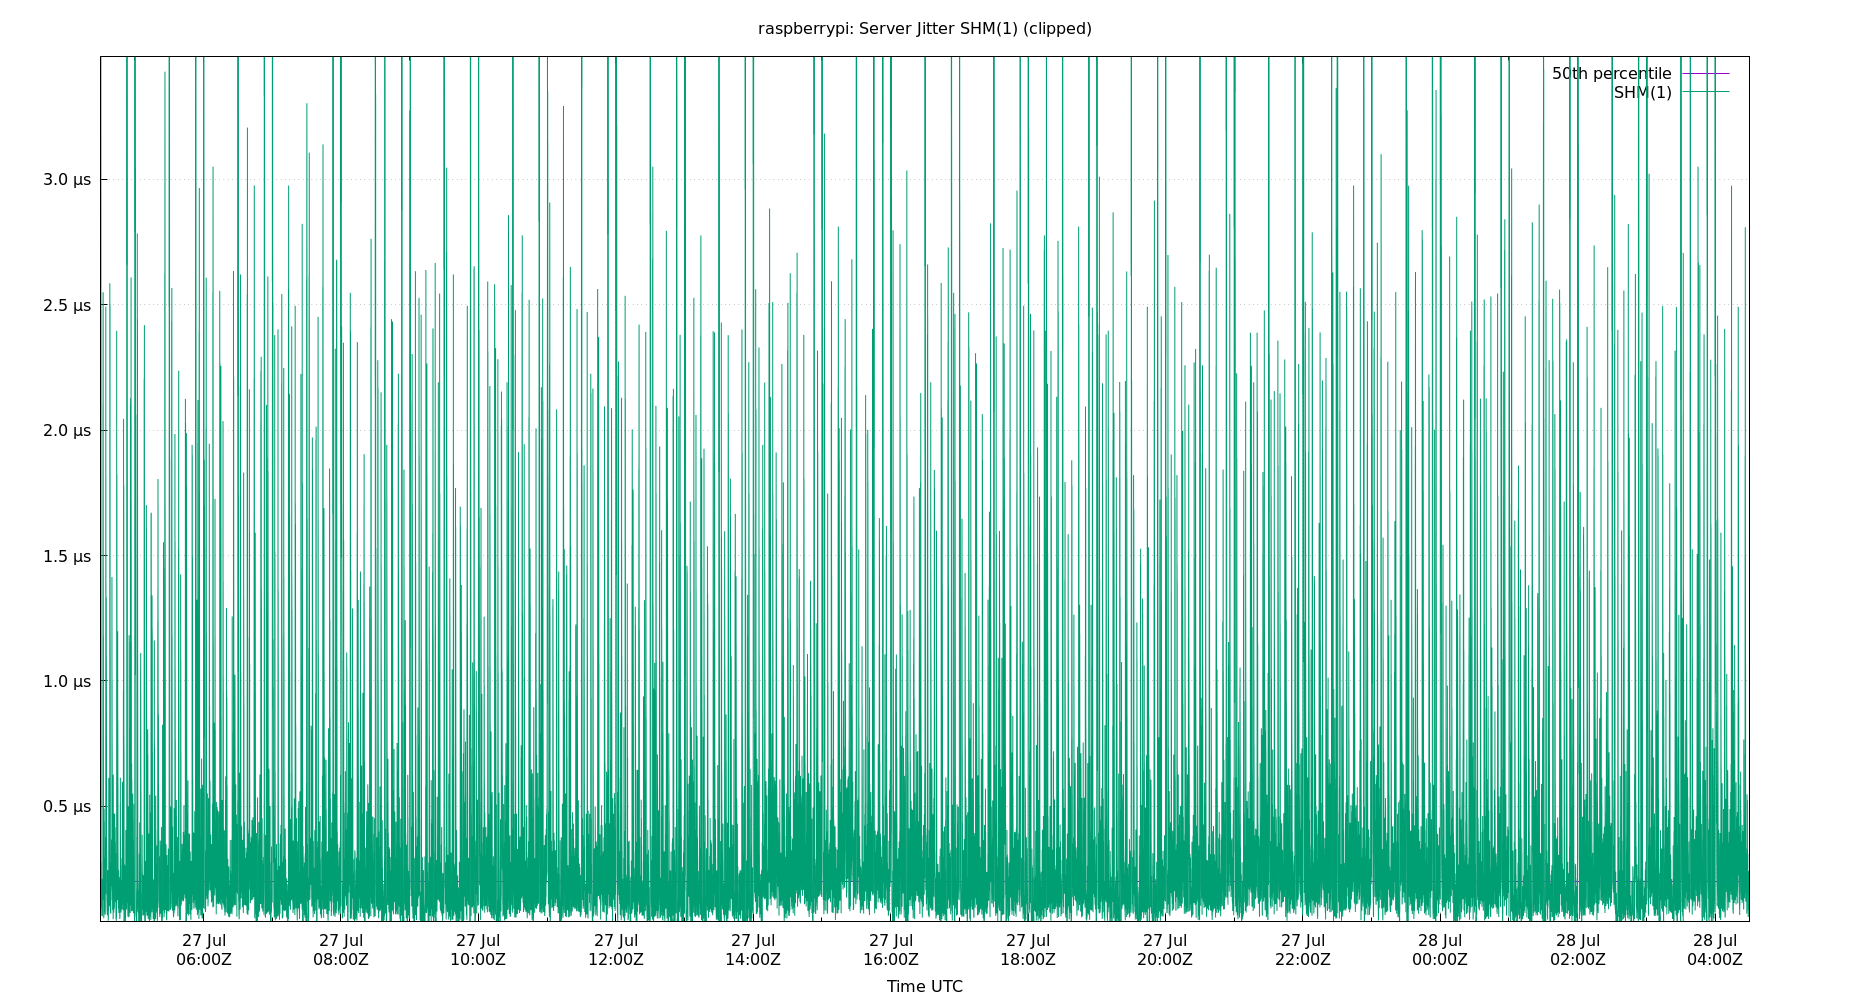 raspberrypi: Server Jitter SHM(1) (clipped)
50th percentile
SHM(1)
3.0 µs
2.5 µs
2.0 µs
1.5 µs
1.0 µs
0.5 µs
27 Jul 27 Jul 27 Jul 27 Jul 27 Jul 27 Jul 27 Jul 27 Jul 27 Jul 28 Jul 28 Jul 28 Jul
06:00Z 08:00Z 10:00Z 12:00Z 14:00Z 16:00Z 18:00Z 20:00Z 22:00Z 00:00Z 02:00Z 04:00Z
Time UTC